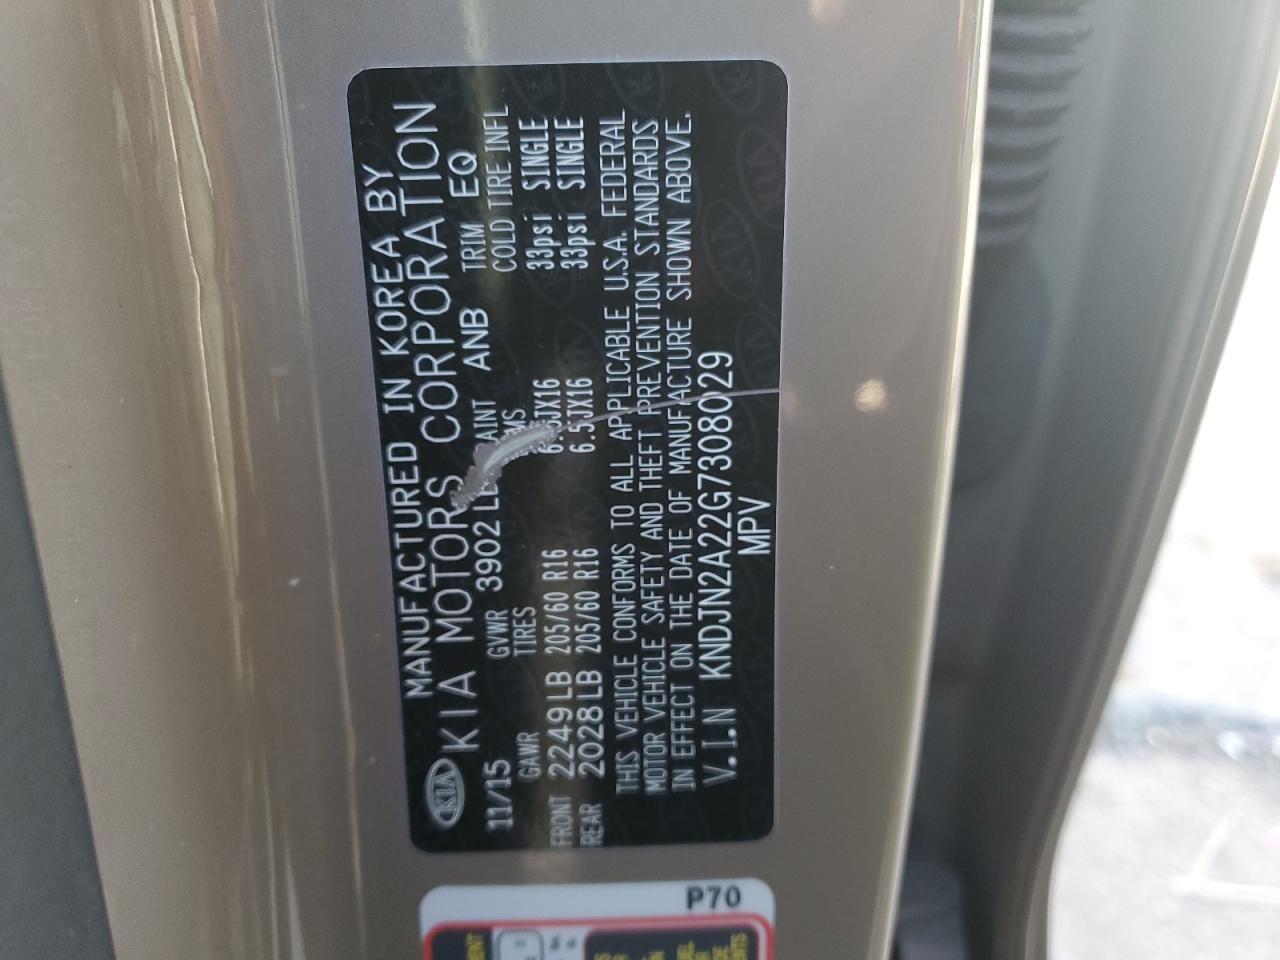 MANUFACTURED IN KOREA BY
KIA KIA MOTORS CORPORATION
11/15 GVWR 3902 LB PAINT ANB TRIM EQ
GAWR TIRES COLD TIRE INFL
FRONT 2249LB 205/60 R16 6.5JX16 33psi SINGLE
REAR 2028LB 205/60 R16 6.5JX16 33psi SINGLE
THIS VEHICLE CONFORMS TO ALL APPLICABLE U.S.A. FEDERAL
MOTOR VEHICLE SAFETY AND THEFT PREVENTION STANDARDS
IN EFFECT ON THE DATE OF MANUFACTURE SHOWN ABOVE.
V.I.N KNDJN2A22G7308029
MPV
P70